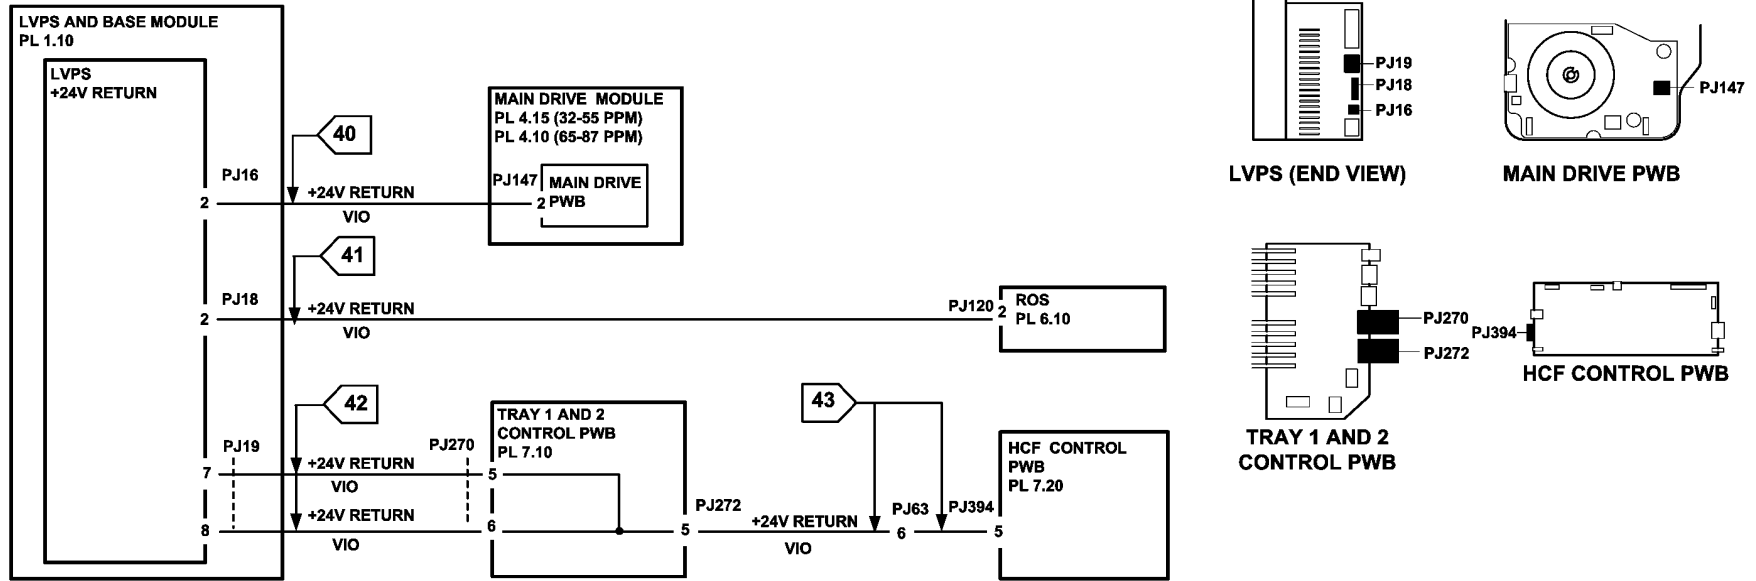 LVPS AND BASE MODULE
PL 1.10
LVPS
+24V RETURN
40
PJ16
2
+24V RETURN
VIO
MAIN DRIVE MODULE
PL 4.15 (32-55 PPM)
PL 4.10 (65-87 PPM)
PJ147
2
MAIN DRIVE
PWB
41
PJ18
2
+24V RETURN
VIO
PJ120
2
ROS
PL 6.10
42
PJ19
7
+24V RETURN
VIO
8
+24V RETURN
VIO
PJ270
5
6
TRAY 1 AND 2
CONTROL PWB
PL 7.10
PJ272
5
+24V RETURN
VIO
43
PJ63
6
PJ394
5
HCF CONTROL
PWB
PL 7.20
PJ19
PJ18
PJ16
LVPS (END VIEW)
PJ147
MAIN DRIVE PWB
PJ270
PJ272
TRAY 1 AND 2
CONTROL PWB
PJ394
HCF CONTROL PWB